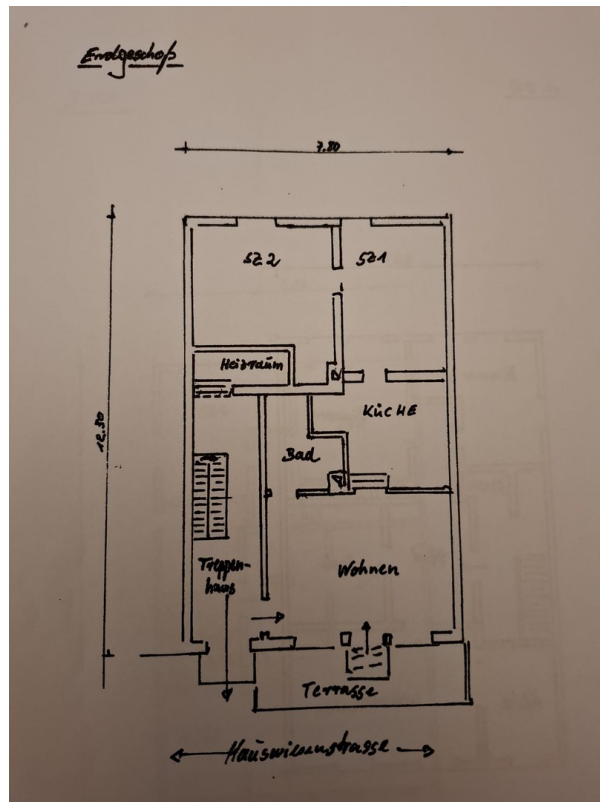 Erdgeschoß
7.80
SZ 2
SZ 1
Heizraum
KÜCHE
12.50
Bad
Treppen-
haus
Wohnen
Terrasse
Hauswiesenstrasse